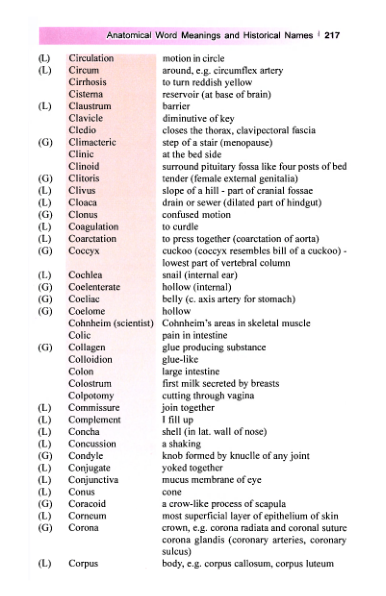 Anatomical Word Meanings and Historical Names 217
(L) Circulation motion in circle
(L) Circum around, e.g. circumflex artery
Cirrhosis to turn reddish yellow
Cisterna reservoir (at base of brain)
(L) Claustrum barrier
Clavicle diminutive of key
Cledio closes the thorax, clavipectoral fascia
(G) Climacteric step of a stair (menopause)
Clinic at the bed side
Clinoid surround pituitary fossa like four posts of bed
(G) Clitoris tender (female external genitalia)
(L) Clivus slope of a hill - part of cranial fossae
(L) Cloaca drain or sewer (dilated part of hindgut)
(G) Clonus confused motion
(L) Coagulation to curdle
(L) Coarctation to press together (coarctation of aorta)
(G) Coccyx cuckoo (coccyx resembles bill of a cuckoo) -
lowest part of vertebral column
(L) Cochlea snail (internal ear)
(G) Coelenterate hollow (internal)
(G) Coeliac belly (c. axis artery for stomach)
(G) Coelome hollow
Cohnheim (scientist) Cohnheim's areas in skeletal muscle
Colic pain in intestine
(G) Collagen glue producing substance
Colloidion glue-like
Colon large intestine
Colostrum first milk secreted by breasts
Colpotomy cutting through vagina
(L) Commissure join together
(L) Complement I fill up
(L) Concha shell (in lat. wall of nose)
(L) Concussion a shaking
(G) Condyle knob formed by knuclle of any joint
(L) Conjugate yoked together
(L) Conjunctiva mucus membrane of eye
(L) Conus cone
(G) Coracoid a crow-like process of scapula
(L) Corneum most superficial layer of epithelium of skin
(G) Corona crown, e.g. corona radiata and coronal suture
corona glandis (coronary arteries, coronary
sulcus)
(L) Corpus body, e.g. corpus callosum, corpus luteum